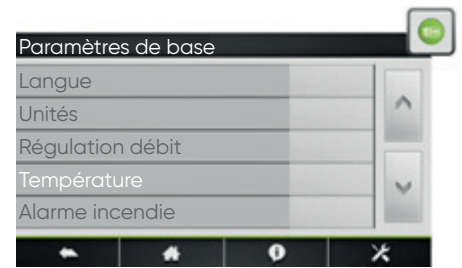 Paramètres de base
Langue
Unités
Régulation débit
Température
Alarme incendie